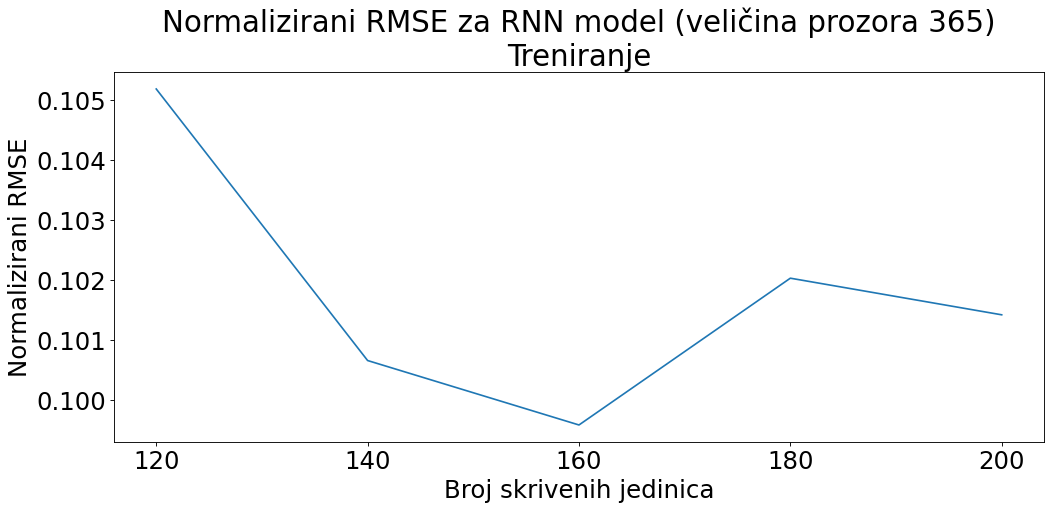 Normalizirani RMSE za RNN model (veličina prozora 365)
Treniranje
Normalizirani RMSE
0.105
0.104
0.103
0.102
0.101
0.100
120 140 160 180 200
Broj skrivenih jedinica